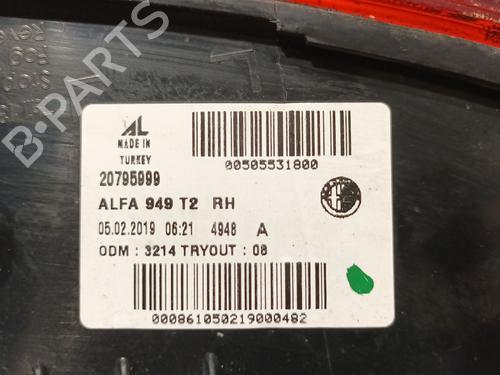 B-PARTS
AL
MADE IN
TURKEY
00505531800
20795999
ALFA 949 T2 RH
05.02.2019 06:21 4948 A
ODM : 3214 TRYOUT : 08
000861050219000482